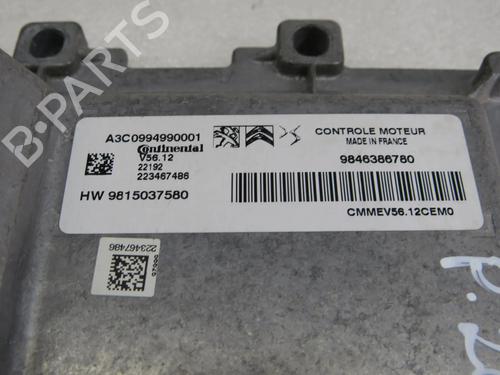 A3C0994990001
Continental
V56.12
22192
223467486
HW 9815037580
CONTROLE MOTEUR
MADE IN FRANCE
9846386780
CMMEV56.12CEM0
223467486
B-PARTS